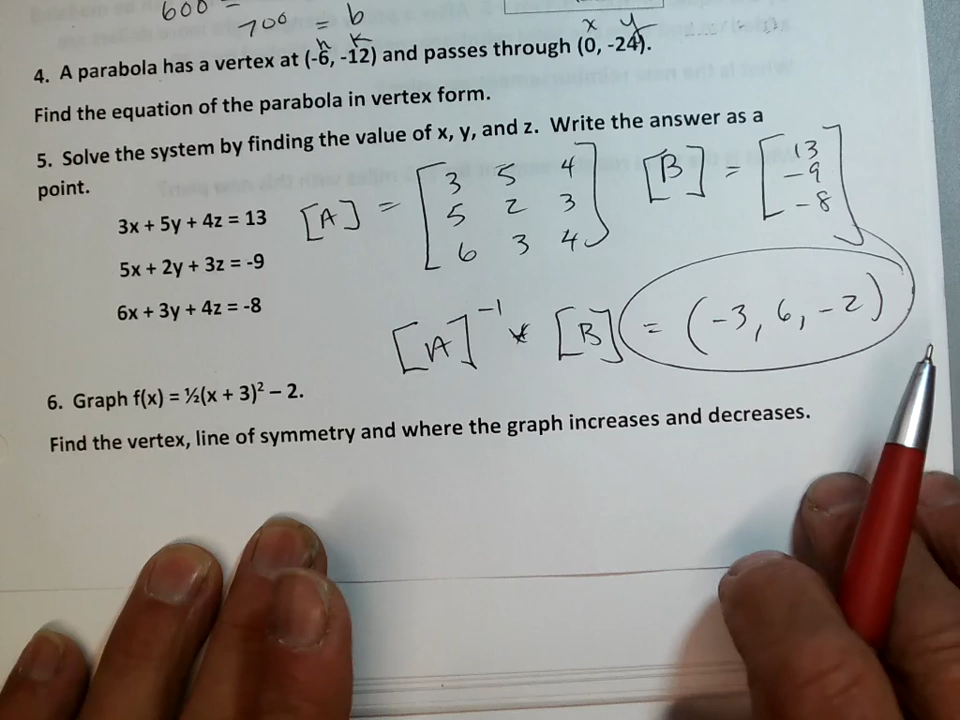 600 =
700 = b
h k x y
4. A parabola has a vertex at (-6, -12) and passes through (0, -24).
Find the equation of the parabola in vertex form.
5. Solve the system by finding the value of x, y, and z. Write the answer as a
point.
3x + 5y + 4z = 13
5x + 2y + 3z = -9
6x + 3y + 4z = -8
[A] = [3 5 4
5 2 3
6 3 4]
[B] = [13
-9
-8]
[A]⁻¹ * [B] = (-3, 6, -2)
6. Graph f(x) = ½(x + 3)² – 2.
Find the vertex, line of symmetry and where the graph increases and decreases.